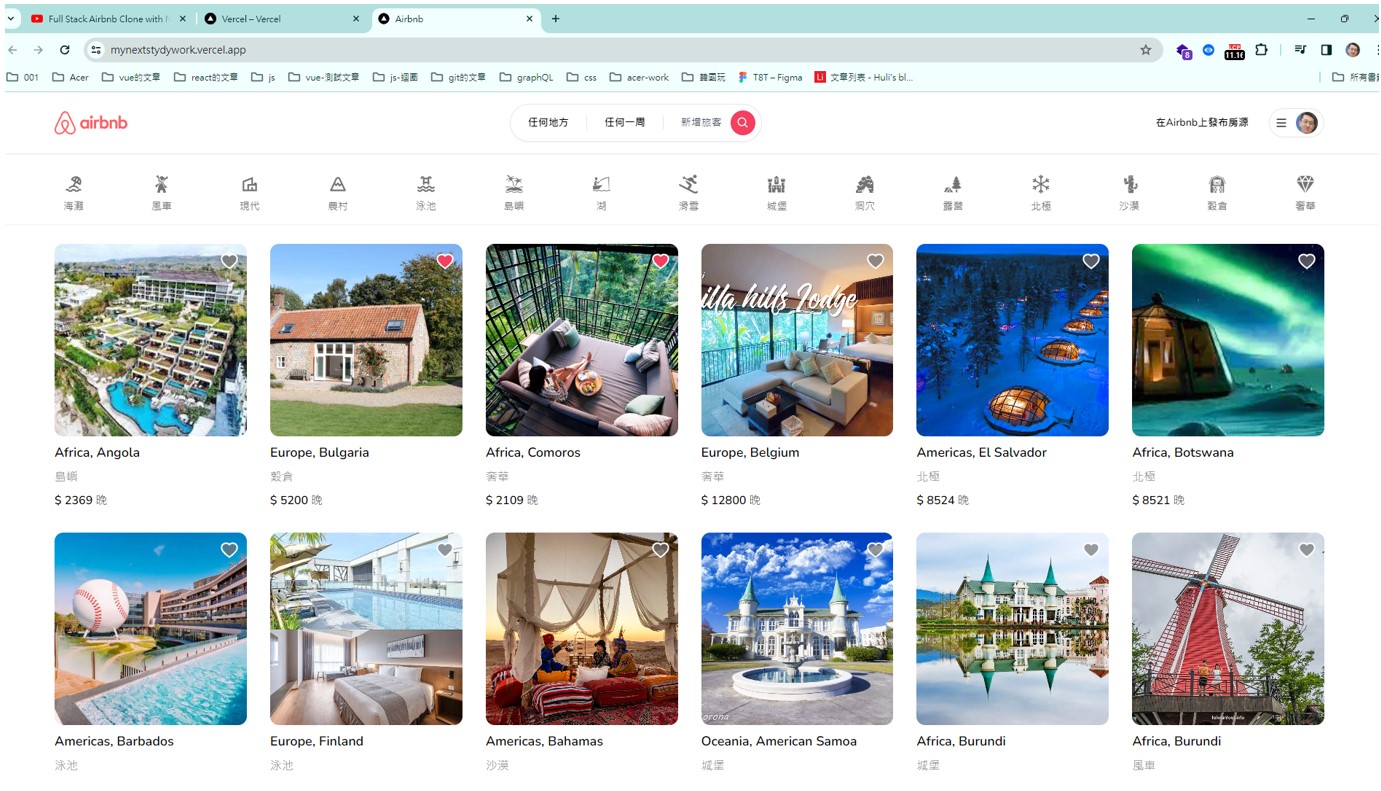 Full Stack Airbnb Clone with
Vercel – Vercel
Airbnb
mynextstydywork.vercel.app
8
11.16
001
Acer
vue的文章
react的文章
js
vue-測試文章
js-迴圈
git的文章
graphQL
css
acer-work
韓國玩
T8T – Figma
Li
文章列表 - Huli's bl...
所有書
airbnb
任何地方
任何一周
新增旅客
在Airbnb上發布房源
海灘
風車
現代
農村
泳池
島嶼
湖
滑雪
城堡
洞穴
露營
北極
沙漠
穀倉
奢華
illa hills Lodge
Africa, Angola
Europe, Bulgaria
Africa, Comoros
Europe, Belgium
Americas, El Salvador
Africa, Botswana
島嶼
穀倉
奢華
奢華
北極
北極
$ 2369 晚
$ 5200 晚
$ 2109 晚
$ 12800 晚
$ 8524 晚
$ 8521 晚
orona
Americas, Barbados
Europe, Finland
Americas, Bahamas
Oceania, American Samoa
Africa, Burundi
Africa, Burundi
泳池
泳池
沙漠
城堡
城堡
風車